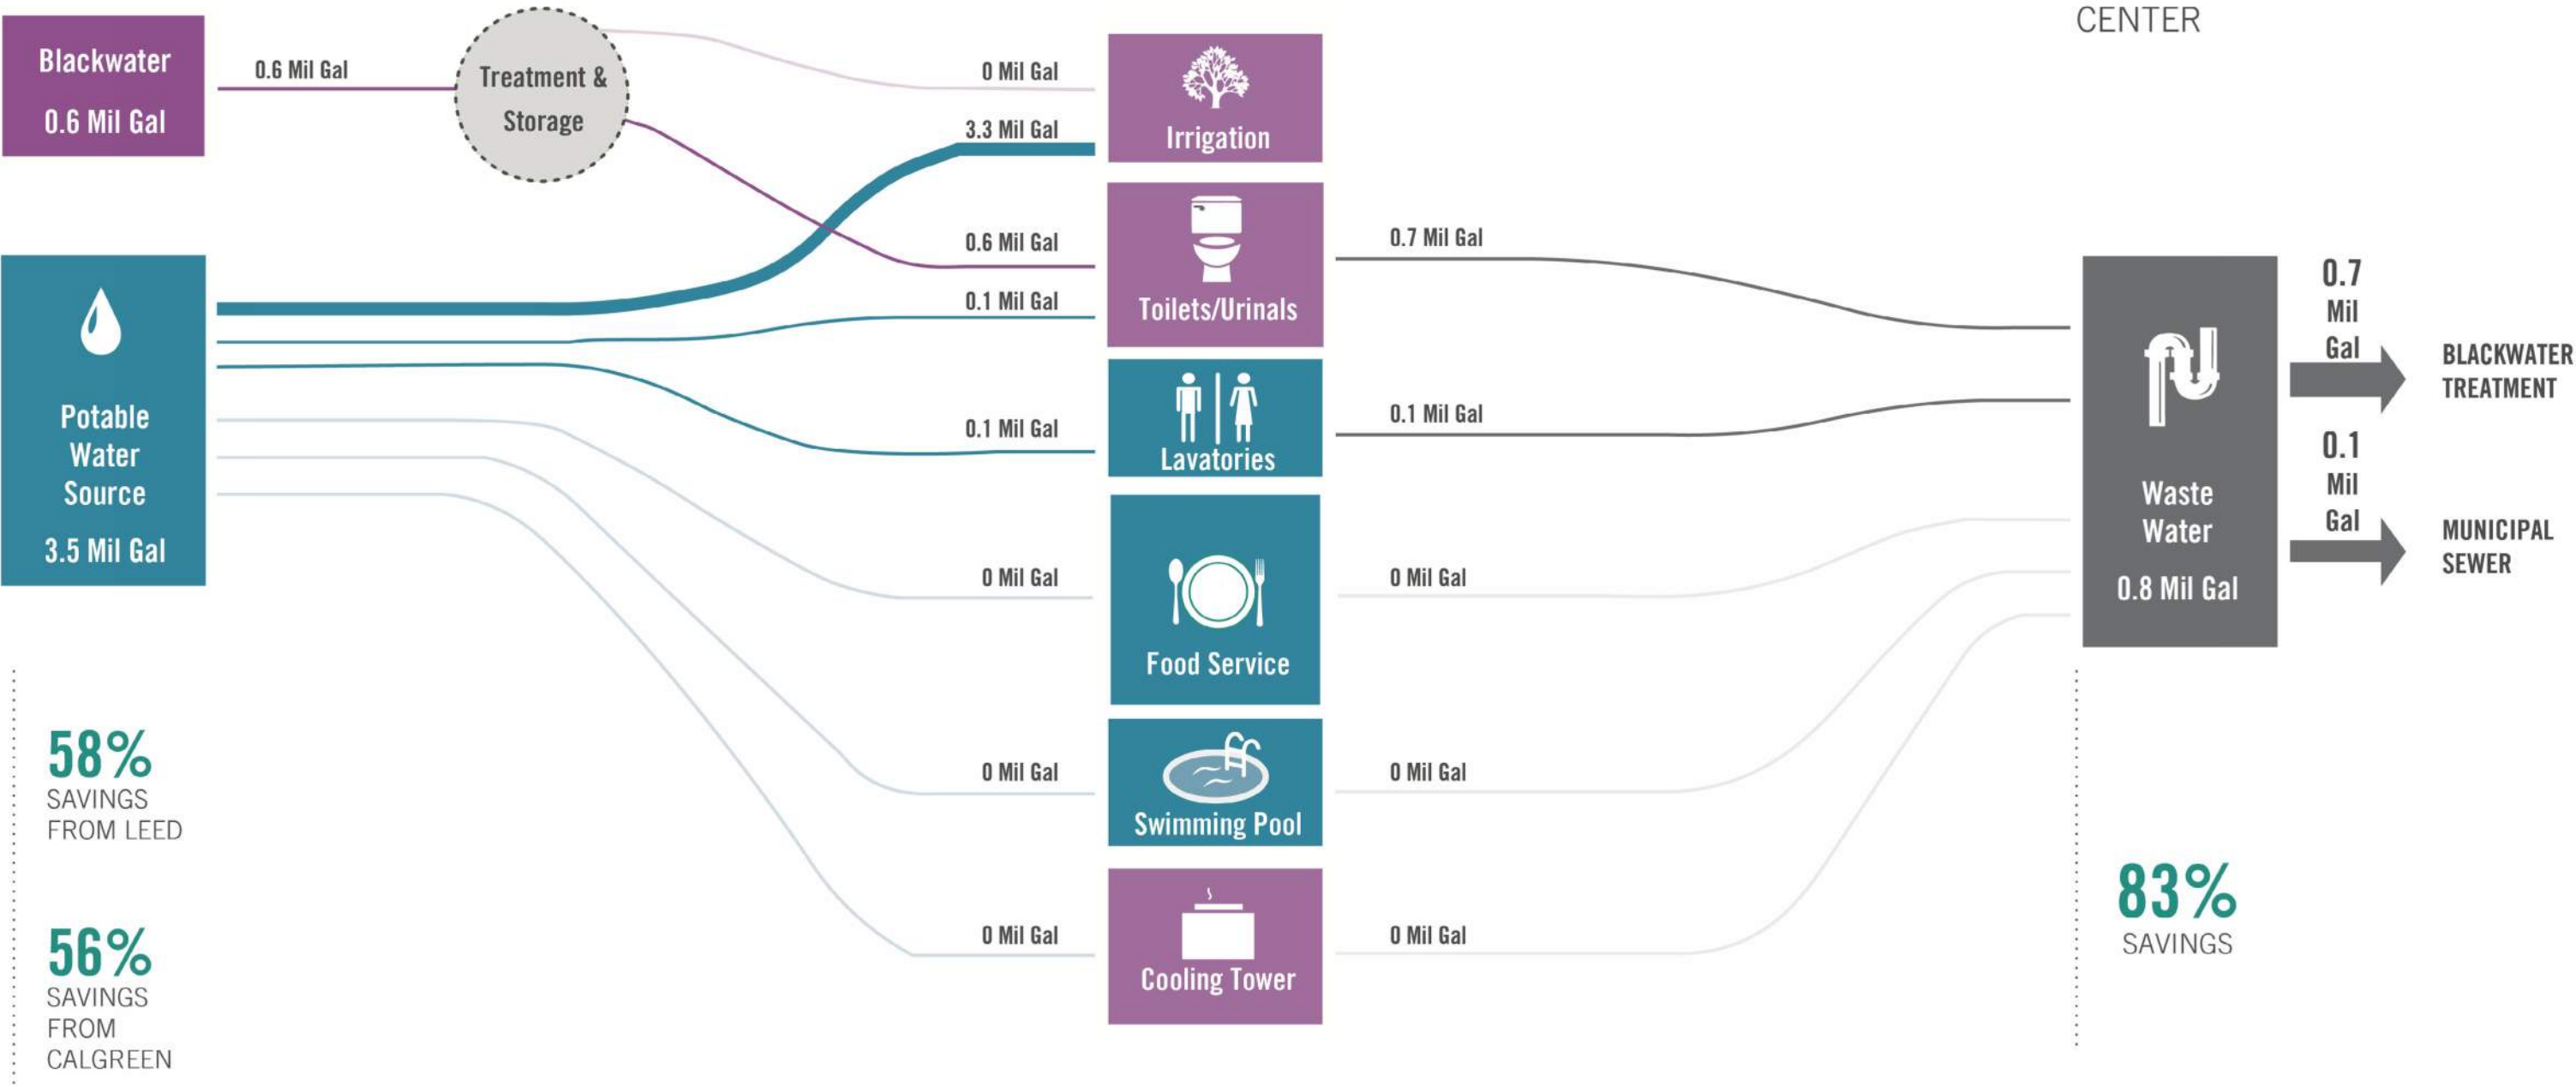 CENTER
Blackwater
0.6 Mil Gal
0.6 Mil Gal
Treatment &
Storage
0 Mil Gal
3.3 Mil Gal
Irrigation
0.6 Mil Gal
0.1 Mil Gal
Toilets/Urinals
0.7 Mil Gal
Potable
Water
Source
3.5 Mil Gal
0.1 Mil Gal
Lavatories
0.1 Mil Gal
0 Mil Gal
Food Service
0 Mil Gal
0 Mil Gal
Swimming Pool
0 Mil Gal
0 Mil Gal
Cooling Tower
0 Mil Gal
Waste
Water
0.8 Mil Gal
0.7
Mil
Gal
BLACKWATER
TREATMENT
0.1
Mil
Gal
MUNICIPAL
SEWER
58%
SAVINGS
FROM LEED
56%
SAVINGS
FROM
CALGREEN
83%
SAVINGS